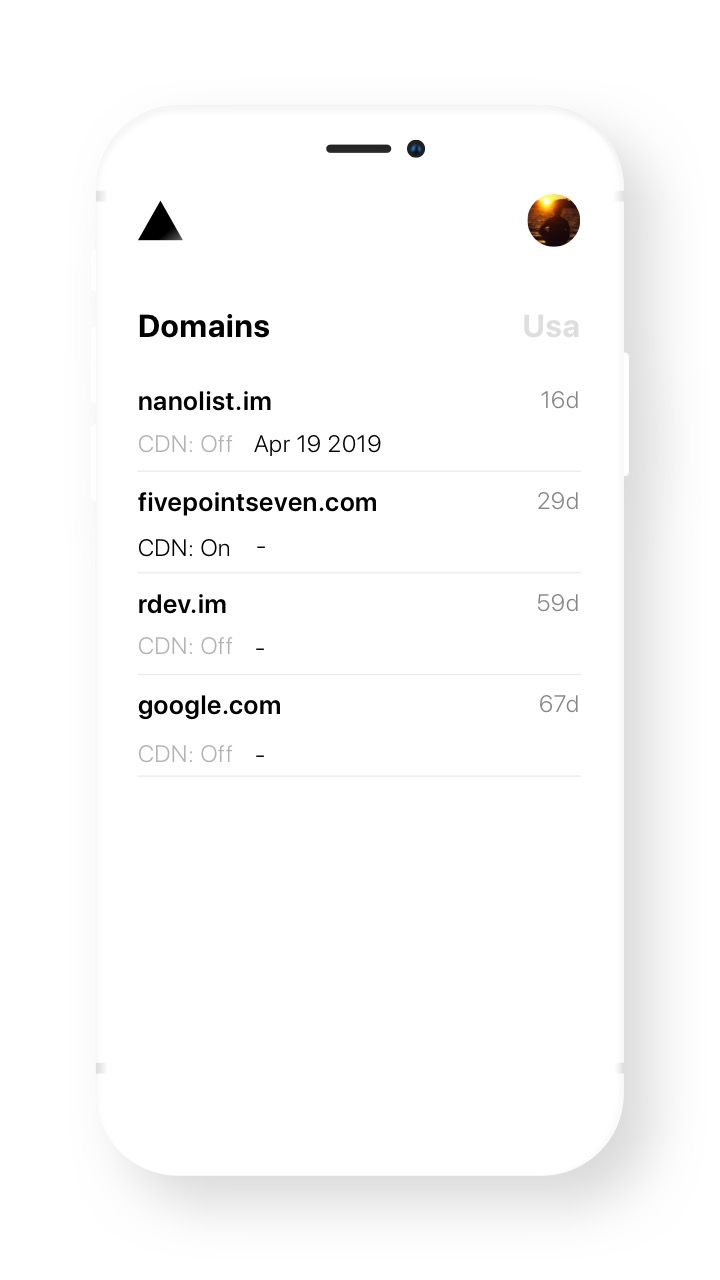 Domains Usa
nanolist.im 16d
CDN: Off Apr 19 2019
fivepointseven.com 29d
CDN: On -
rdev.im 59d
CDN: Off -
google.com 67d
CDN: Off -